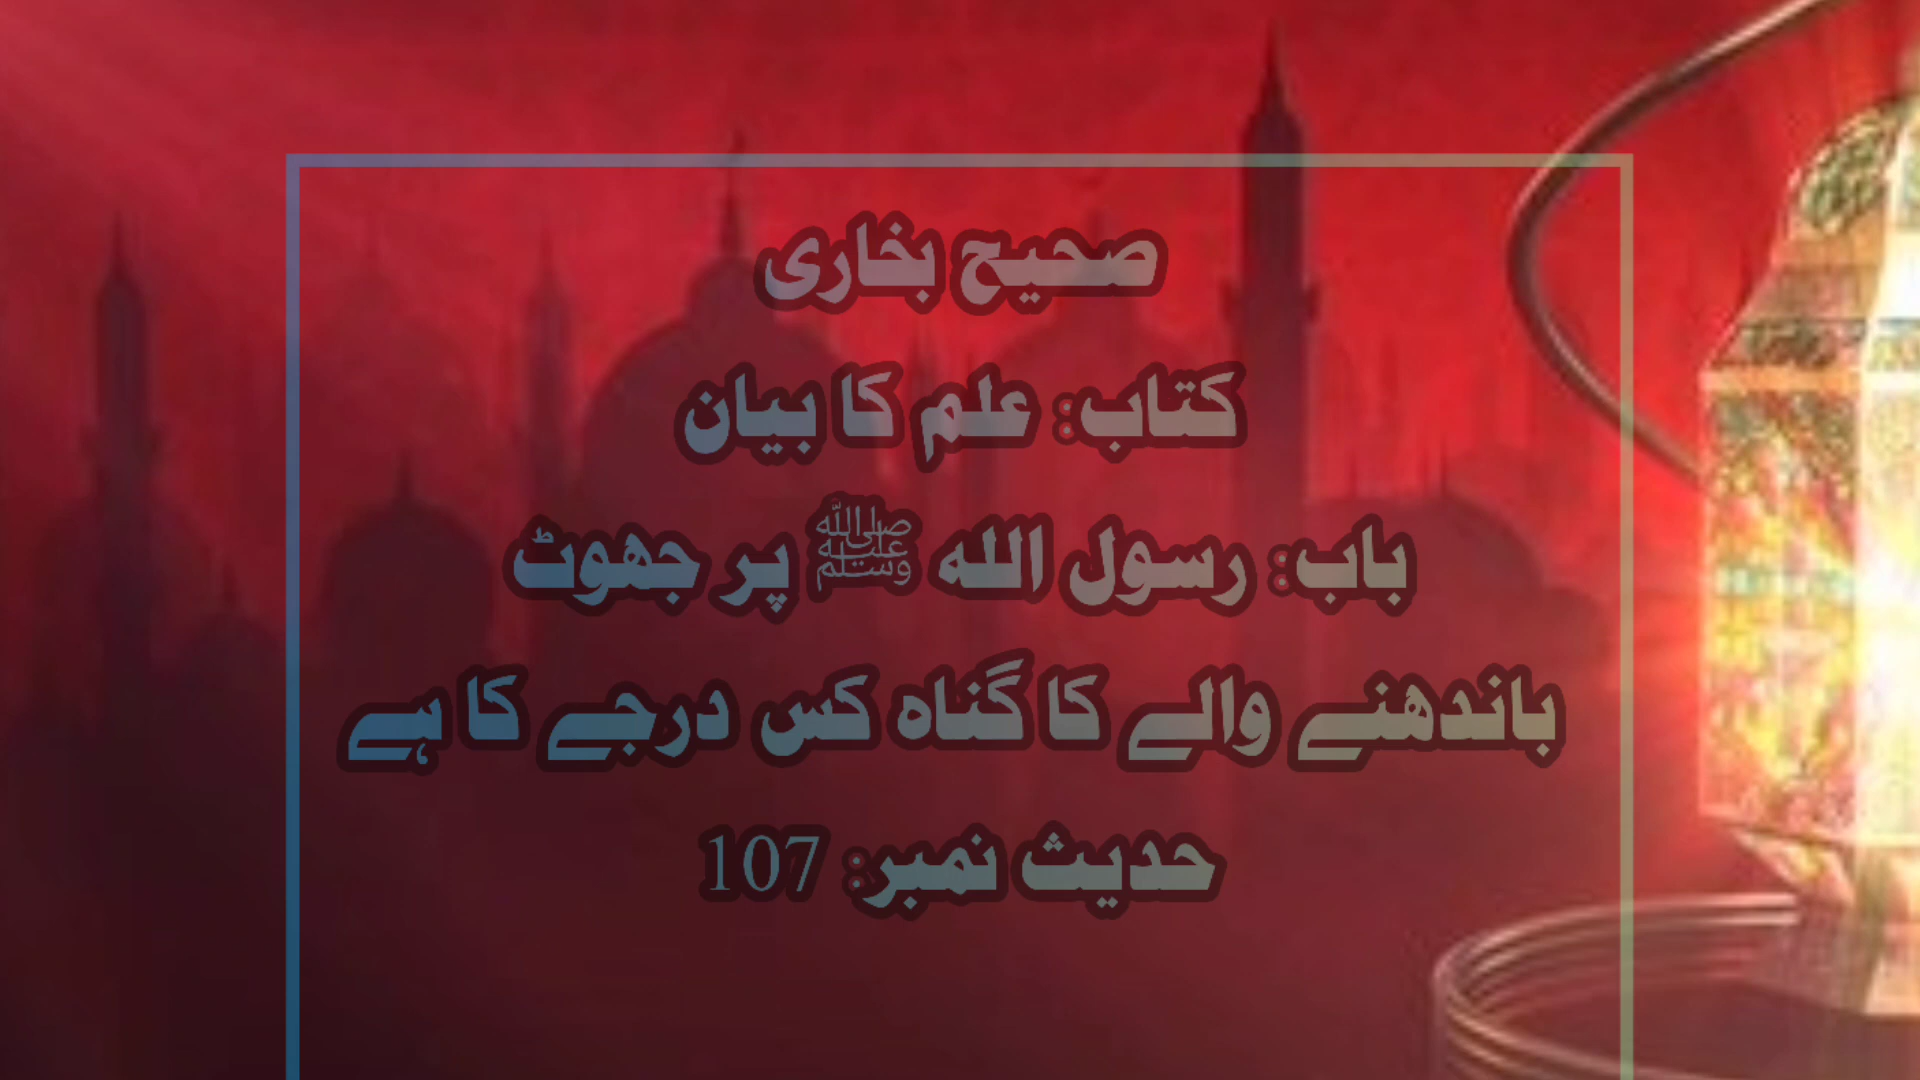 صحیح بخاری
کتاب: علم کا بیان
باب: رسول اللہ ﷺ پر جھوٹ
باندھنے والے کا گناہ کس درجے کا ہے
حدیث نمبر: 107